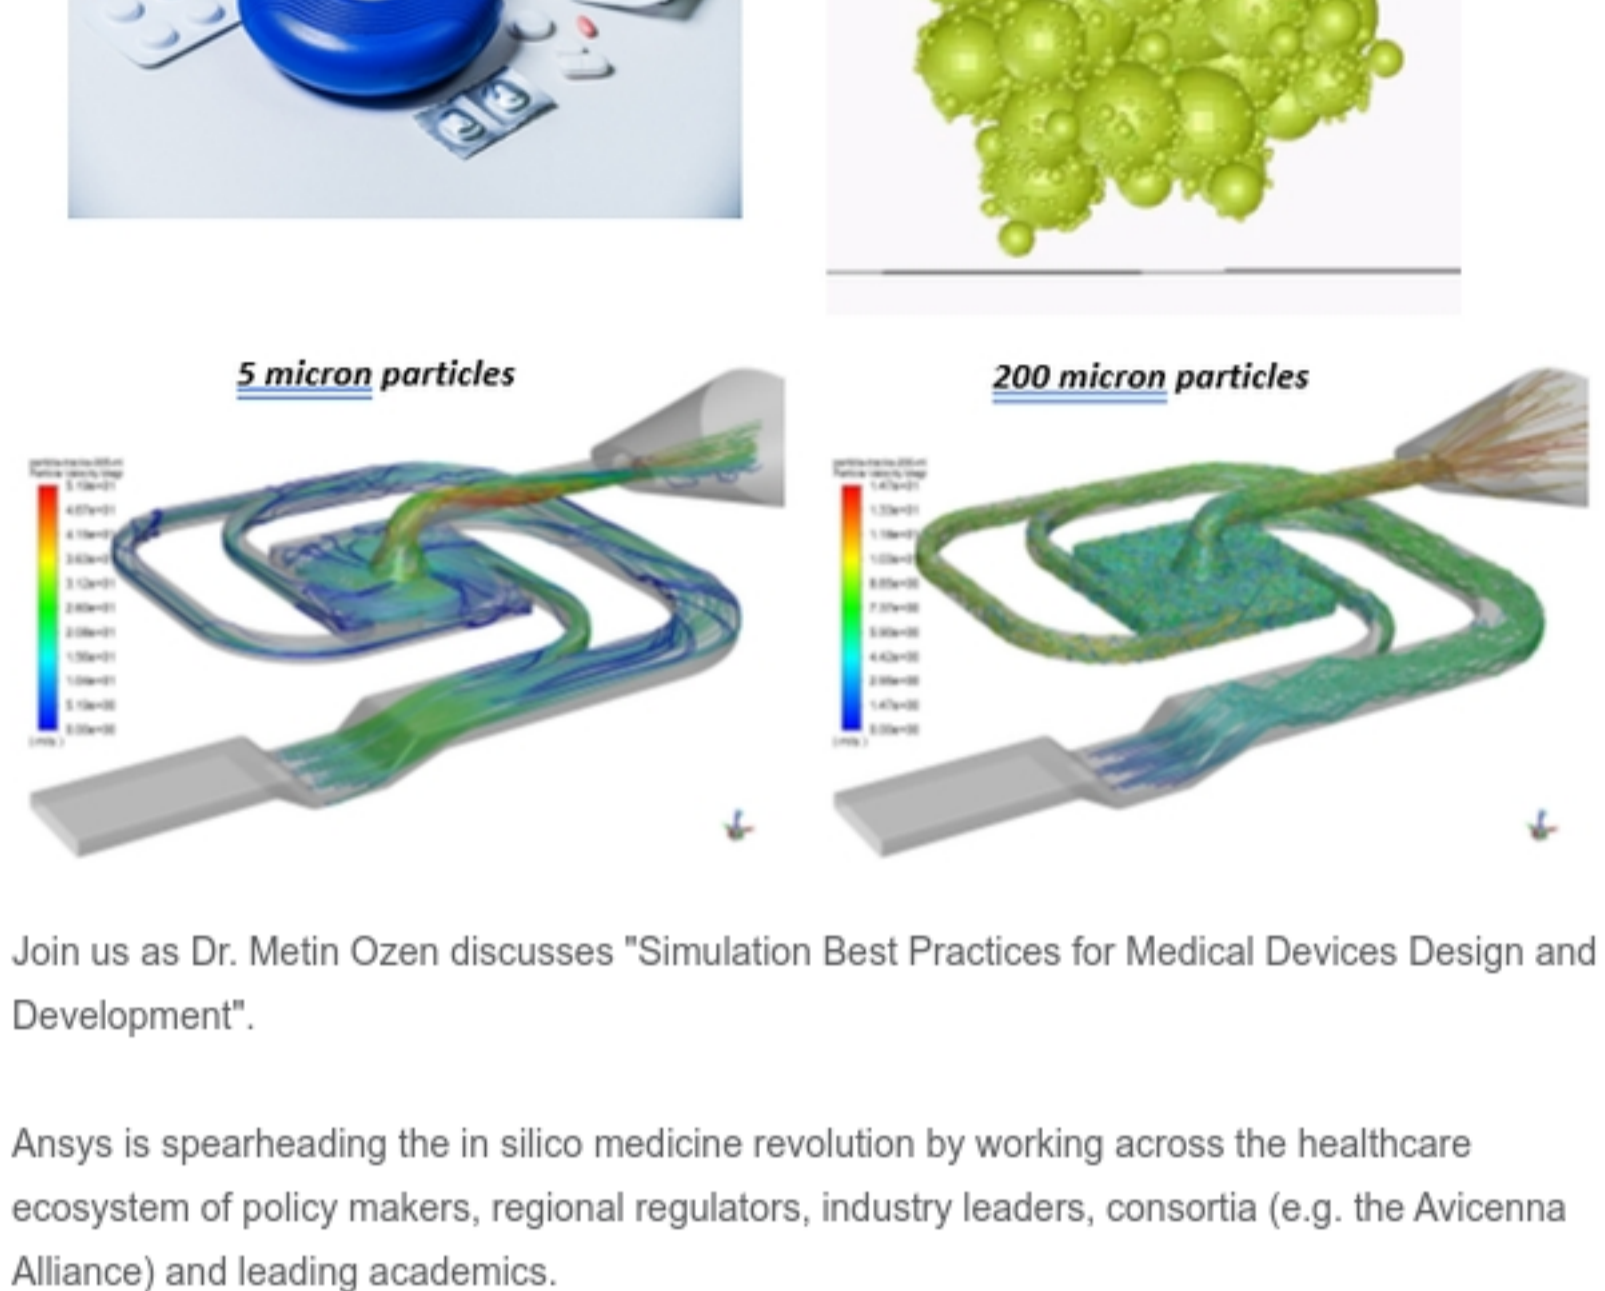 5 micron particles
200 micron particles
Join us as Dr. Metin Ozen discusses "Simulation Best Practices for Medical Devices Design and
Development".
Ansys is spearheading the in silico medicine revolution by working across the healthcare
ecosystem of policy makers, regional regulators, industry leaders, consortia (e.g. the Avicenna
Alliance) and leading academics.